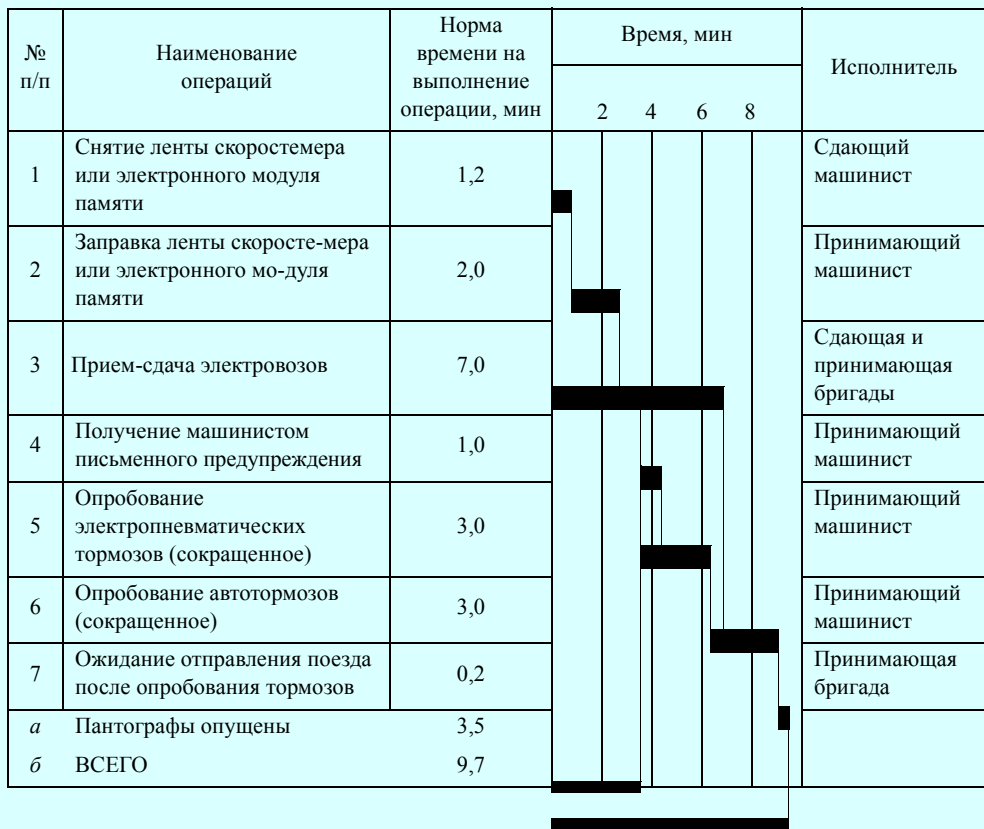 №
п/п
Наименование
операций
Норма
времени на
выполнение
операции, мин
Время, мин
2 4 6 8
Исполнитель
1
Снятие ленты скоростемера
или электронного модуля
памяти
1,2
Сдающий
машинист
2
Заправка ленты скоросте-мера
или электронного мо-дуля
памяти
2,0
Принимающий
машинист
3
Прием-сдача электровозов
7,0
Сдающая и
принимающая
бригады
4
Получение машинистом
письменного предупреждения
1,0
Принимающий
машинист
5
Опробование
электропневматических
тормозов (сокращенное)
3,0
Принимающий
машинист
6
Опробование автотормозов
(сокращенное)
3,0
Принимающий
машинист
7
Ожидание отправления поезда
после опробования тормозов
0,2
Принимающая
бригада
а Пантографы опущены 3,5
б ВСЕГО 9,7